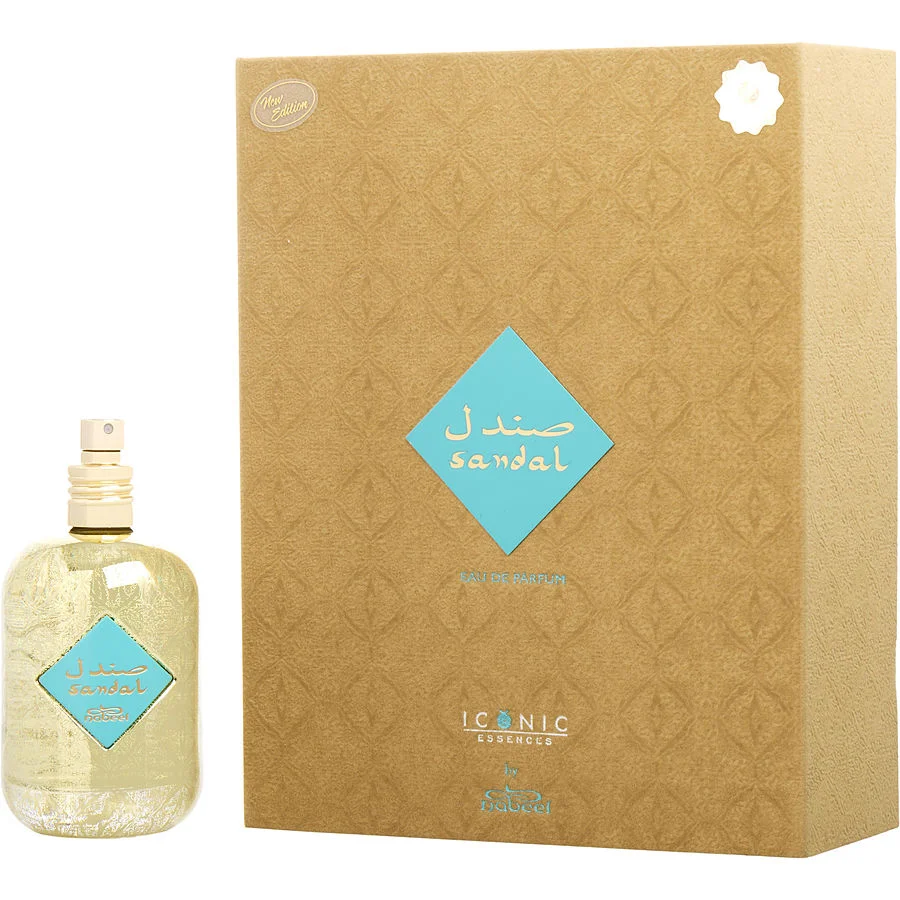 New
Edition
صندل
sandal
EAU DE PARFUM
ICONIC
ESSENCES
by
nabeel
صندل
sandal
nabeel